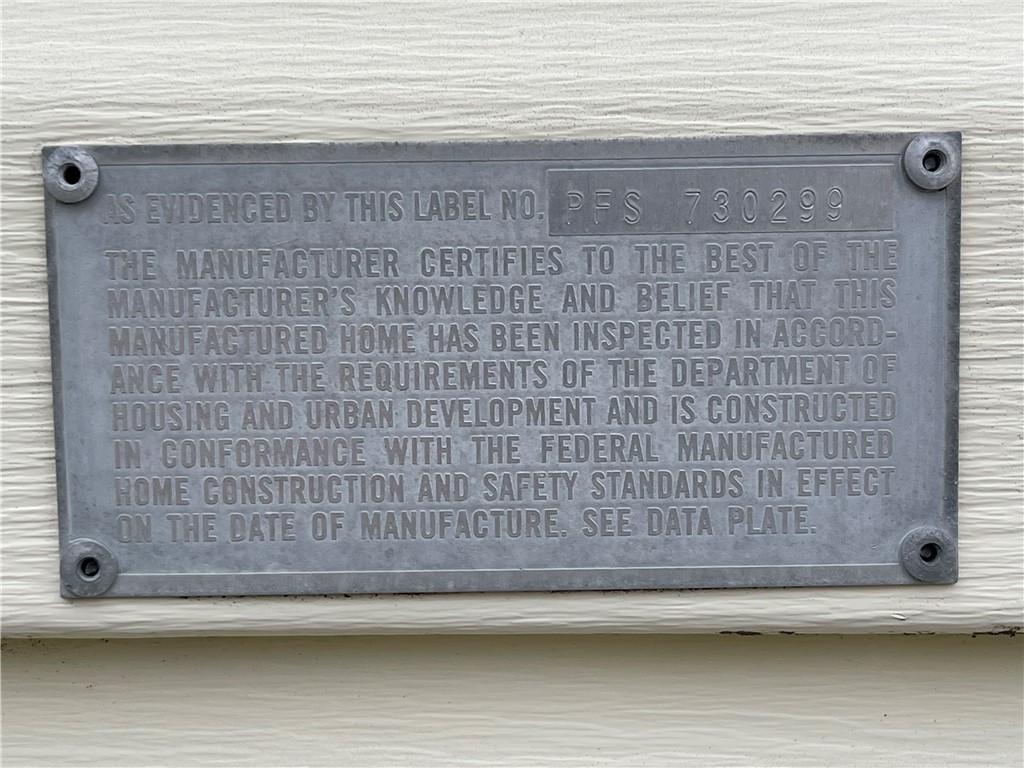 AS EVIDENCED BY THIS LABEL NO. PFS 730299
THE MANUFACTURER CERTIFIES TO THE BEST OF THE
MANUFACTURER'S KNOWLEDGE AND BELIEF THAT THIS
MANUFACTURED HOME HAS BEEN INSPECTED IN ACCORD-
ANCE WITH THE REQUIREMENTS OF THE DEPARTMENT OF
HOUSING AND URBAN DEVELOPMENT AND IS CONSTRUCTED
IN CONFORMANCE WITH THE FEDERAL MANUFACTURED
HOME CONSTRUCTION AND SAFETY STANDARDS IN EFFECT
ON THE DATE OF MANUFACTURE. SEE DATA PLATE.